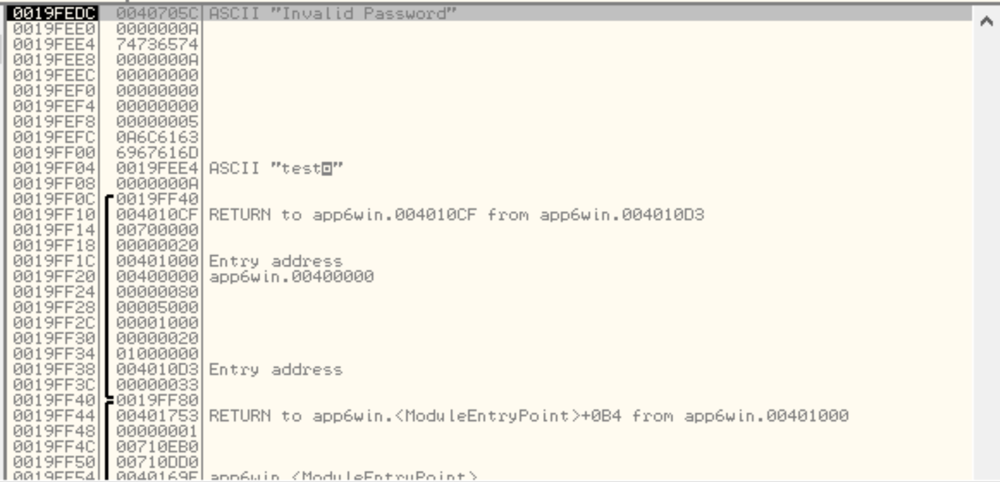 0019FEDC 0040705C ASCII "Invalid Password"
0019FEE0 0000000A
0019FEE4 74736574
0019FEE8 0000000A
0019FEEC 00000000
0019FEF0 00000000
0019FEF4 00000000
0019FEF8 00000005
0019FEFC 0A6C6163
0019FF00 6967616D
0019FF04 0019FEE4 ASCII "test◘"
0019FF08 0000000A
0019FF0C 0019FF40
0019FF10 004010CF RETURN to app6win.004010CF from app6win.004010D3
0019FF14 00700000
0019FF18 00000020
0019FF1C 00401000 Entry address
0019FF20 00400000 app6win.00400000
0019FF24 00000080
0019FF28 00005000
0019FF2C 00001000
0019FF30 00000020
0019FF34 01000000
0019FF38 004010D3 Entry address
0019FF3C 00000033
0019FF40 0019FF80
0019FF44 00401753 RETURN to app6win.<ModuleEntryPoint>+0B4 from app6win.00401000
0019FF48 00000001
0019FF4C 00710EB0
0019FF50 00710DD0
0019FF54 0040169F app6win.<ModuleEntryPoint>